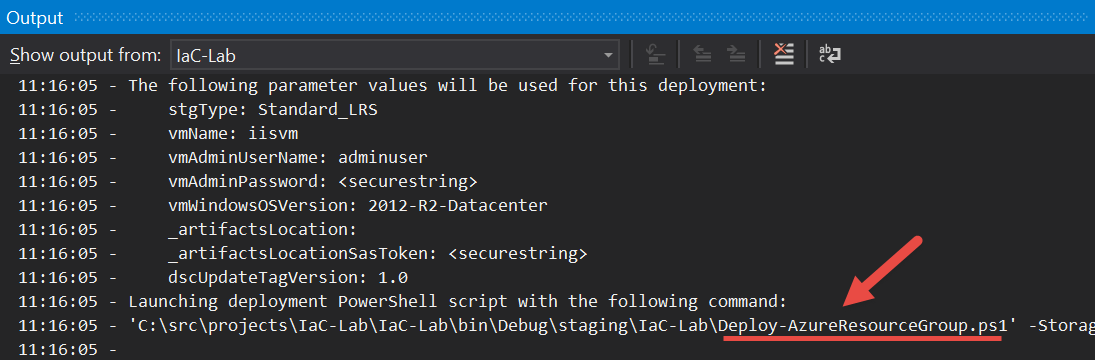 Output
Show output from: IaC-Lab
11:16:05 - The following parameter values will be used for this deployment:
11:16:05 -     stgType: Standard_LRS
11:16:05 -     vmName: iisvm
11:16:05 -     vmAdminUserName: adminuser
11:16:05 -     vmAdminPassword: <securestring>
11:16:05 -     vmWindowsOSVersion: 2012-R2-Datacenter
11:16:05 -     _artifactsLocation:
11:16:05 -     _artifactsLocationSasToken: <securestring>
11:16:05 -     dscUpdateTagVersion: 1.0
11:16:05 - Launching deployment PowerShell script with the following command:
11:16:05 - 'C:\src\projects\IaC-Lab\IaC-Lab\bin\Debug\staging\IaC-Lab\Deploy-AzureResourceGroup.ps1' -Storag
11:16:05 -